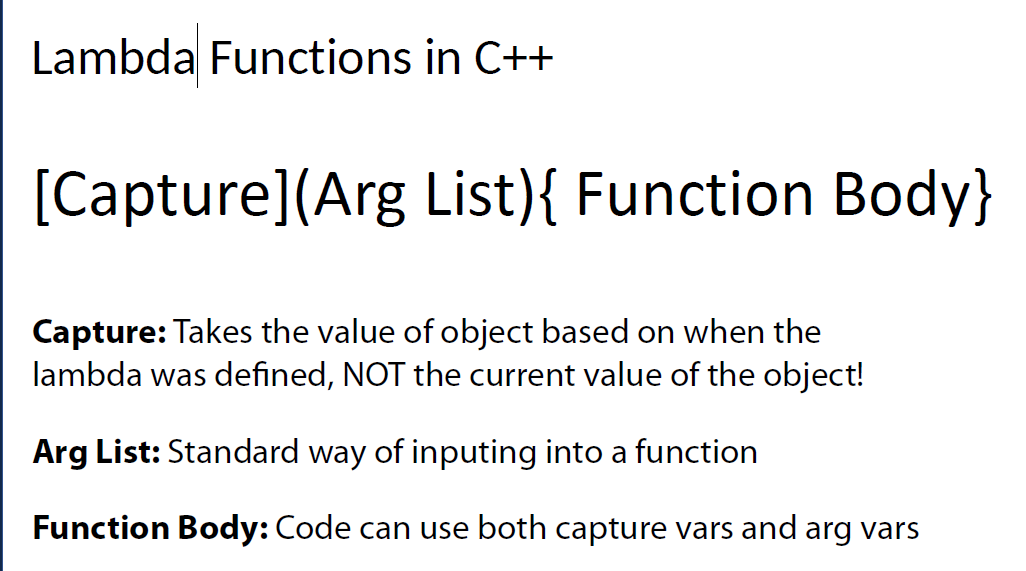 Lambda Functions in C++
[Capture](Arg List){ Function Body}
Capture: Takes the value of object based on when the
lambda was defined, NOT the current value of the object!
Arg List: Standard way of inputing into a function
Function Body: Code can use both capture vars and arg vars